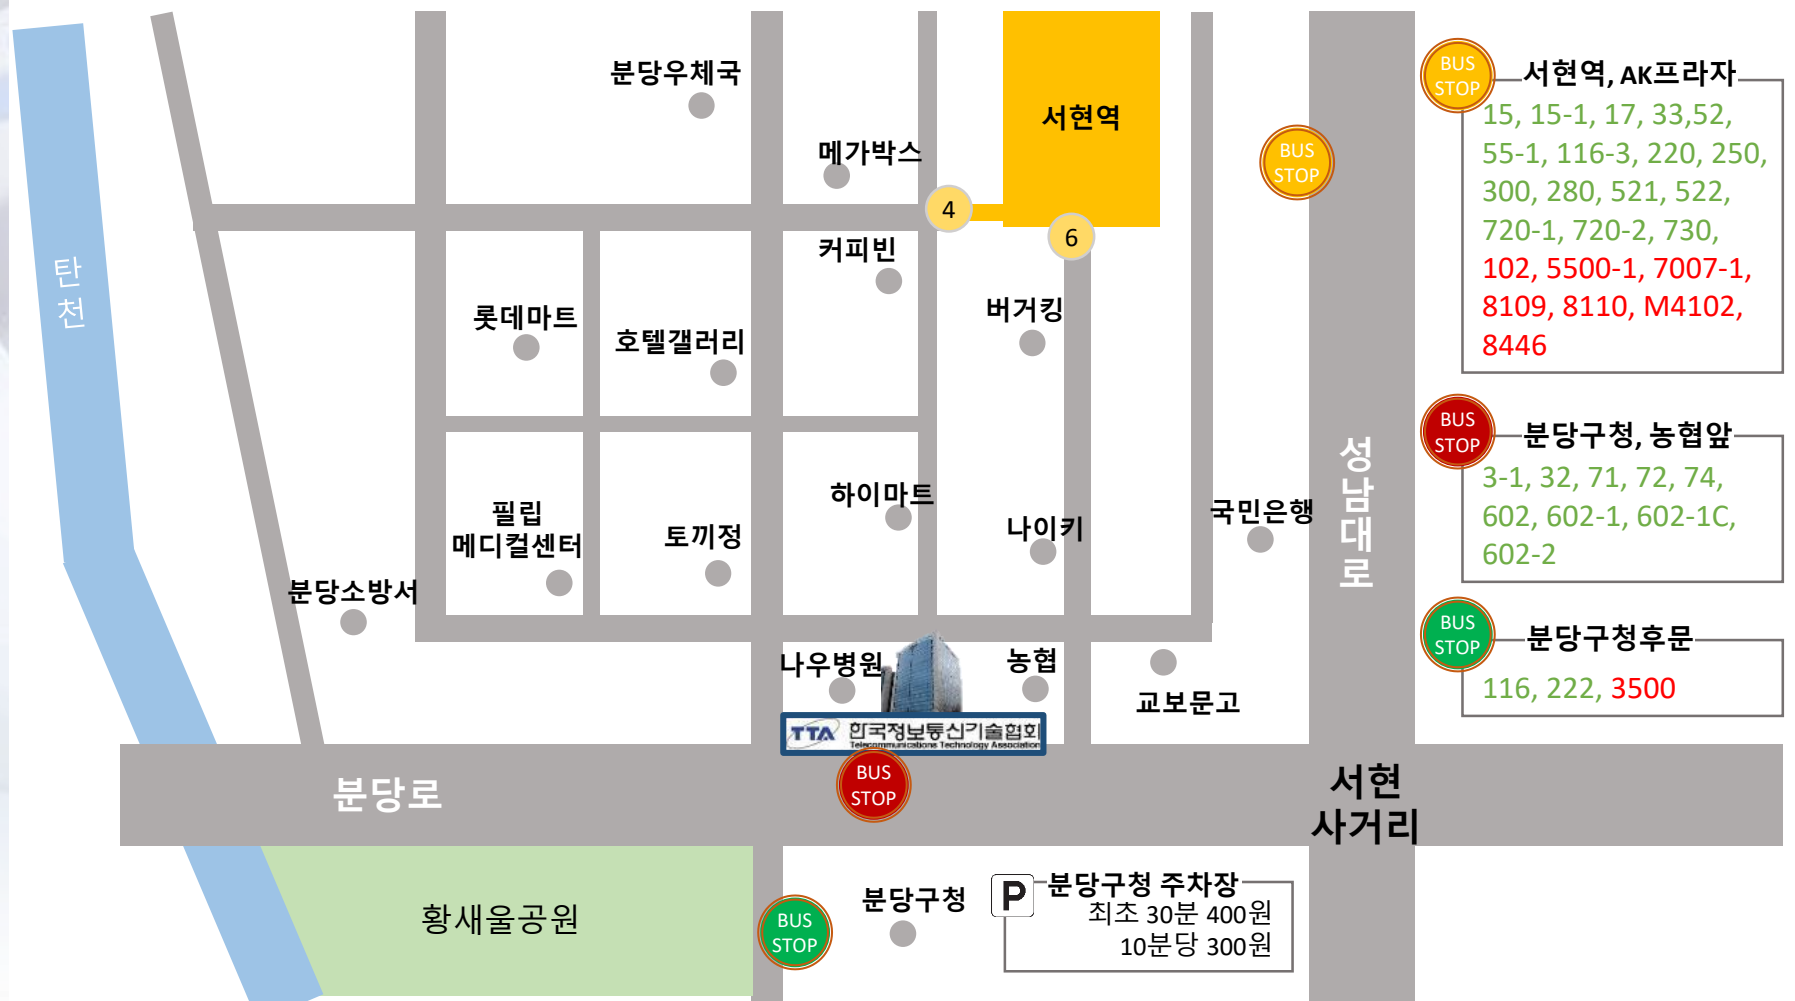 분당우체국
서현역
메가박스
4
6
커피빈
탄천
롯데마트
호텔갤러리
버거킹
BUS
STOP
BUS
STOP
서현역, AK프라자
15, 15-1, 17, 33,52,
55-1, 116-3, 220, 250,
300, 280, 521, 522,
720-1, 720-2, 730,
102, 5500-1, 7007-1,
8109, 8110, M4102,
8446
BUS
STOP
분당구청, 농협앞
3-1, 32, 71, 72, 74,
602, 602-1, 602-1C,
602-2
BUS
STOP
분당구청후문
116, 222, 3500
성남대로
필립
메디컬센터
토끼정
하이마트
나이키
국민은행
분당소방서
나우병원
농협
교보문고
TTA 한국정보통신기술협회
Telecommunications Technology Association
BUS
STOP
분당로
서현
사거리
황새울공원
BUS
STOP
분당구청
P
분당구청 주차장
최초 30분 400원
10분당 300원